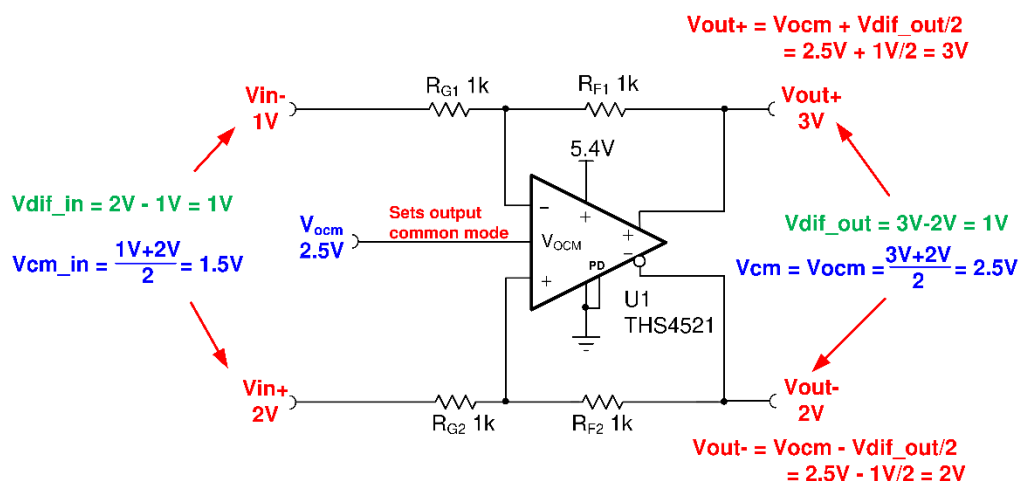 Vout+ = Vocm + Vdif_out/2
= 2.5V + 1V/2 = 3V
Vin-
1V
RG1 1k
RF1 1k
Vout+
3V
5.4V
Vdif_in = 2V - 1V = 1V
Vcm_in = 1V+2V
2
= 1.5V
Vocm
2.5V
Sets output
common mode
−
+
VOCM
+
+
−
PD
U1
THS4521
Vdif_out = 3V-2V = 1V
Vcm = Vocm = 3V+2V
2
= 2.5V
Vin+
2V
RG2 1k
RF2 1k
Vout-
2V
Vout- = Vocm - Vdif_out/2
= 2.5V - 1V/2 = 2V